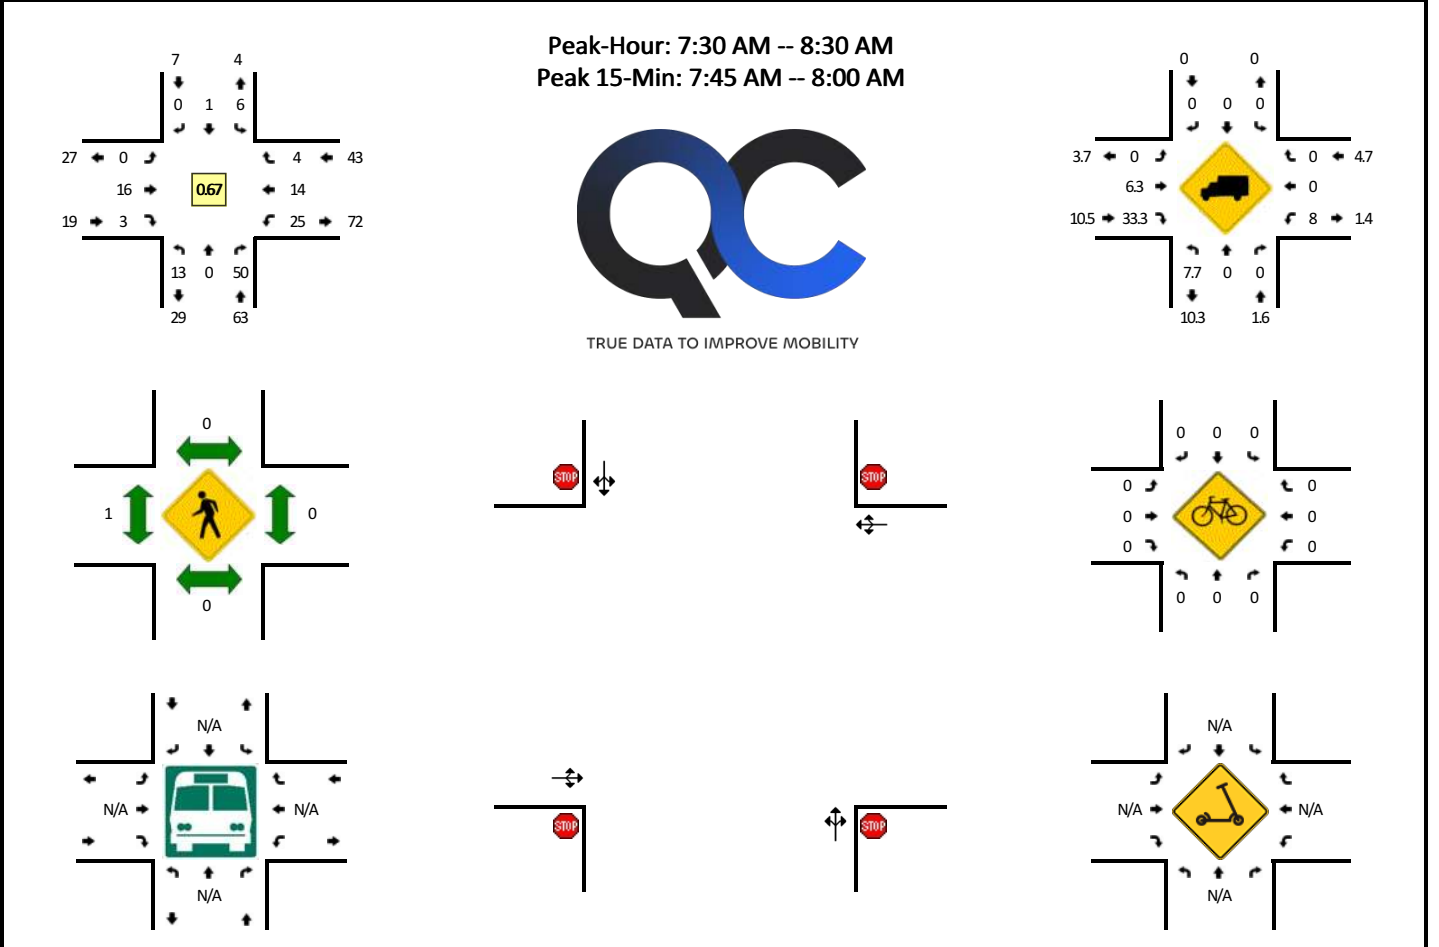 Peak-Hour: 7:30 AM -- 8:30 AM
Peak 15-Min: 7:45 AM -- 8:00 AM
7 4
0 1 6
27 0 4 43
16 0.67 14
19 3 25 72
13 0 50
29 63
TRUE DATA TO IMPROVE MOBILITY
0 0
0 0 0
3.7 0 0 4.7
6.3 0
10.5 33.3 8 1.4
7.7 0 0
10.3 1.6
0
1 0
0
STOP STOP
STOP STOP
0 0 0
0 0
0 0
0 0
0 0 0
N/A
N/A N/A
N/A
N/A
N/A N/A
N/A